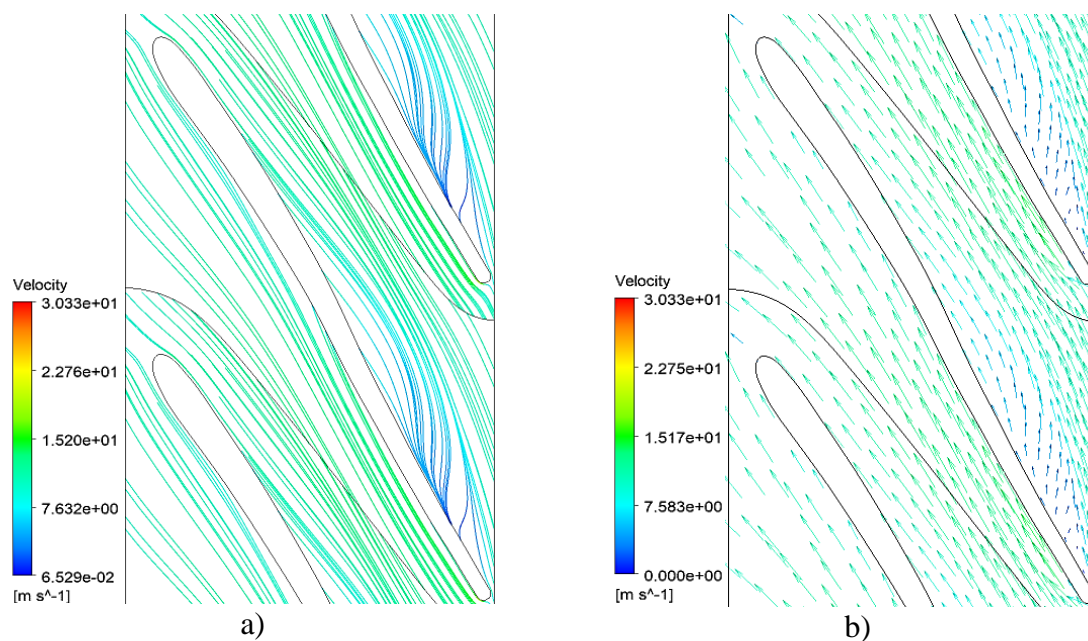 Velocity
3.033e+01
2.276e+01
1.520e+01
7.632e+00
6.529e-02
[m s^-1]
a)
Velocity
3.033e+01
2.275e+01
1.517e+01
7.583e+00
0.000e+00
[m s^-1]
b)